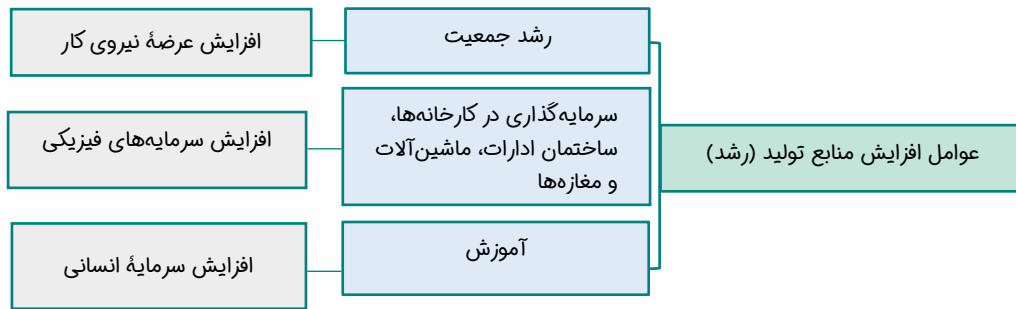 عوامل افزایش منابع تولید (رشد)
رشد جمعیت
افزایش عرضهٔ نیروی کار
سرمایه‌گذاری در کارخانه‌ها،
ساختمان ادارات، ماشین‌آلات
و مغازه‌ها
افزایش سرمایه‌های فیزیکی
آموزش
افزایش سرمایهٔ انسانی